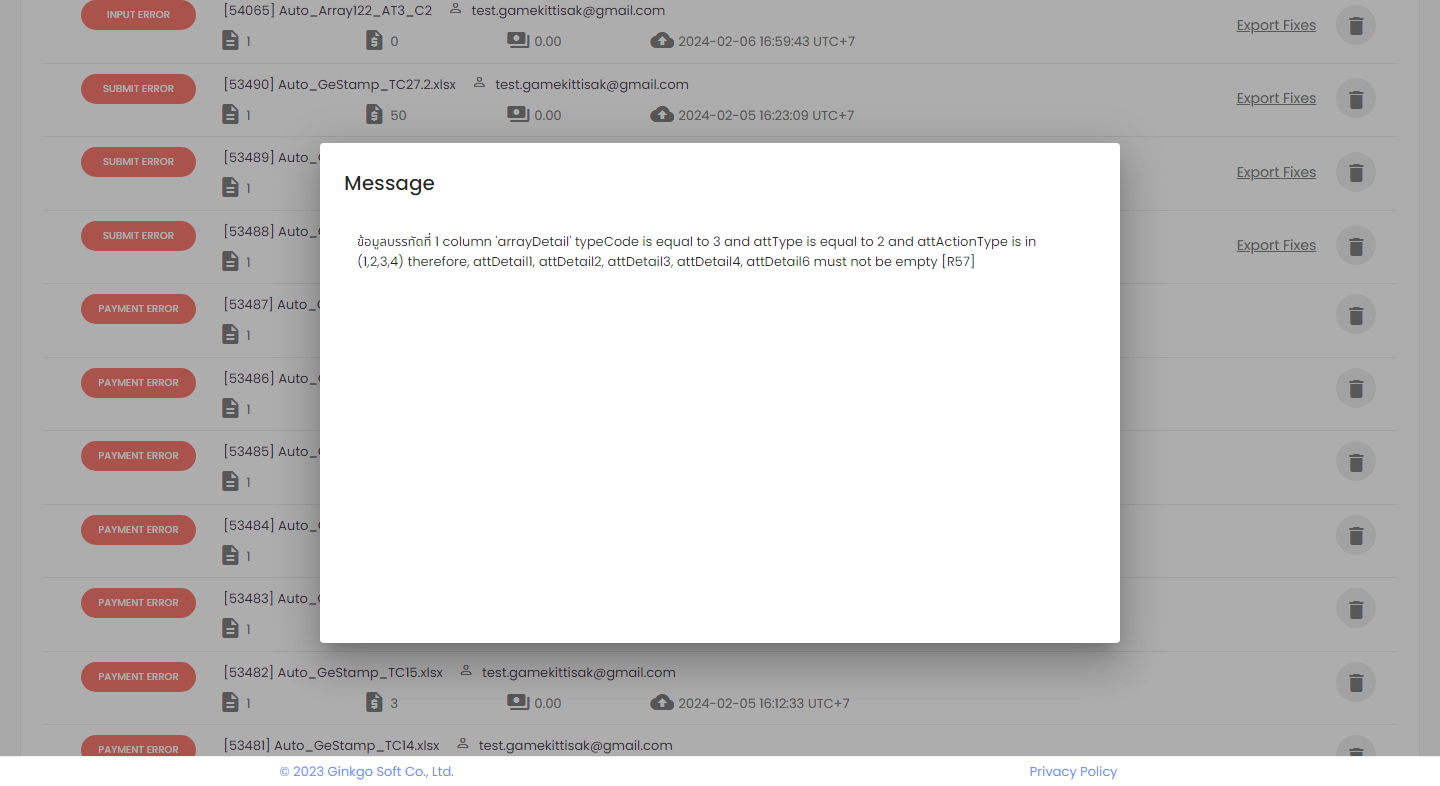 INPUT ERROR
[54065] Auto_Array122_AT3_C2 test.gamekittisak@gmail.com
1 0 0.00 2024-02-06 16:59:43 UTC+7
Export Fixes
SUBMIT ERROR
[53490] Auto_GeStamp_TC27.2.xlsx test.gamekittisak@gmail.com
1 50 0.00 2024-02-05 16:23:09 UTC+7
Export Fixes
SUBMIT ERROR
[53489] Auto_
1
Export Fixes
SUBMIT ERROR
[53488] Auto_
1
Export Fixes
Message
ข้อมูลบรรทัดที่ 1 column 'arrayDetail' typeCode is equal to 3 and attType is equal to 2 and attActionType is in
(1,2,3,4) therefore, attDetail1, attDetail2, attDetail3, attDetail4, attDetail6 must not be empty [R57]
PAYMENT ERROR
[53487] Auto_
1
PAYMENT ERROR
[53486] Auto_
1
PAYMENT ERROR
[53485] Auto_
1
PAYMENT ERROR
[53484] Auto_
1
PAYMENT ERROR
[53483] Auto_
1
PAYMENT ERROR
[53482] Auto_GeStamp_TC15.xlsx test.gamekittisak@gmail.com
1 3 0.00 2024-02-05 16:12:33 UTC+7
PAYMENT ERROR
[53481] Auto_GeStamp_TC14.xlsx test.gamekittisak@gmail.com
© 2023 Ginkgo Soft Co., Ltd.
Privacy Policy